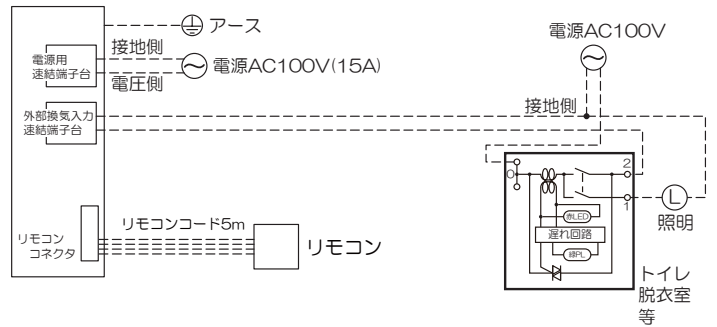 アース
接地側
電源用
速結端子台
電源AC100V(15A)
電圧側
外部換気入力
速結端子台
リモコンコード5m
リモコン
コネクタ
リモコン
電源AC100V
接地側
0
2
1
赤LED
遅れ回路
緑PL
L
照明
トイレ
脱衣室
等